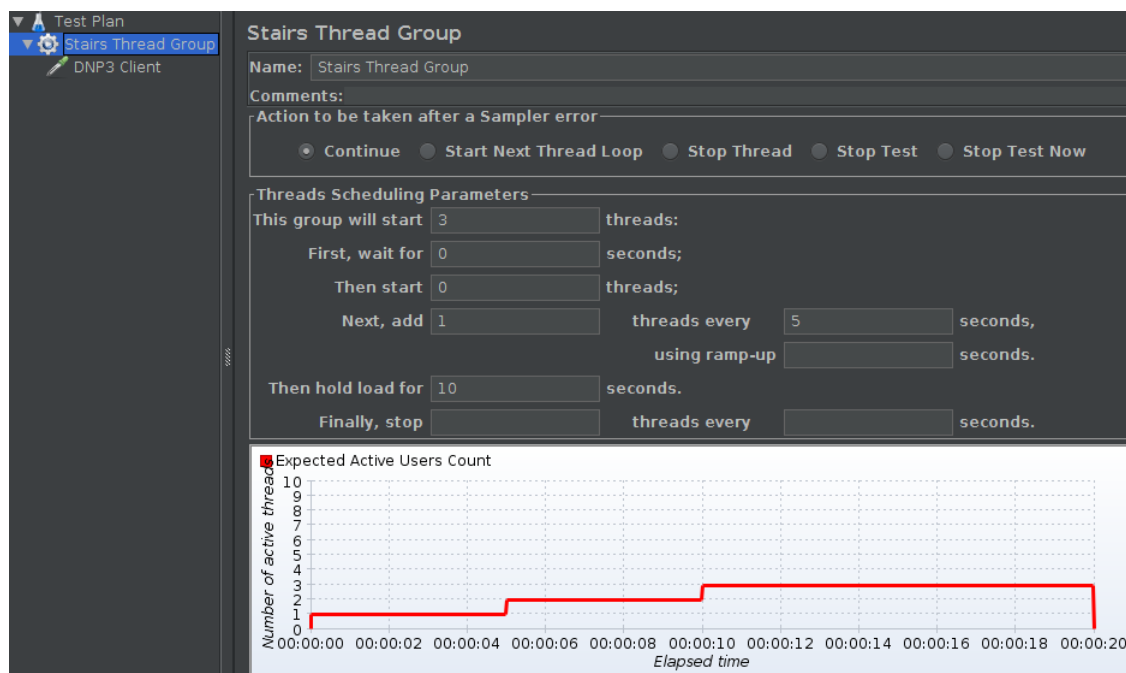 Test Plan
Stairs Thread Group
DNP3 Client
Stairs Thread Group
Name: Stairs Thread Group
Comments:
Action to be taken after a Sampler error
Continue Start Next Thread Loop Stop Thread Stop Test Stop Test Now
Threads Scheduling Parameters
This group will start 3 threads:
First, wait for 0 seconds;
Then start 0 threads;
Next, add 1 threads every 5 seconds,
using ramp-up seconds.
Then hold load for 10 seconds.
Finally, stop threads every seconds.
Expected Active Users Count
Number of active threads
10
9
8
7
6
5
4
3
2
1
0
00:00:00 00:00:02 00:00:04 00:00:06 00:00:08 00:00:10 00:00:12 00:00:14 00:00:16 00:00:18 00:00:20
Elapsed time